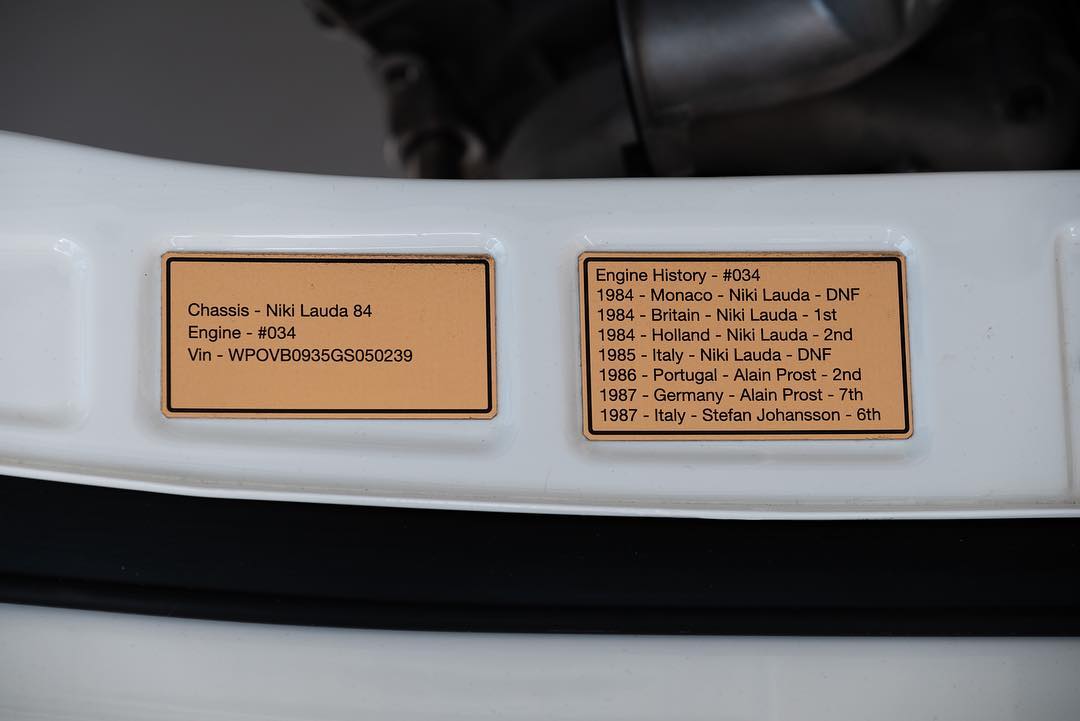 Chassis - Niki Lauda 84
Engine - #034
Vin - WPOVB0935GS050239
Engine History - #034
1984 - Monaco - Niki Lauda - DNF
1984 - Britain - Niki Lauda - 1st
1984 - Holland - Niki Lauda - 2nd
1985 - Italy - Niki Lauda - DNF
1986 - Portugal - Alain Prost - 2nd
1987 - Germany - Alain Prost - 7th
1987 - Italy - Stefan Johansson - 6th